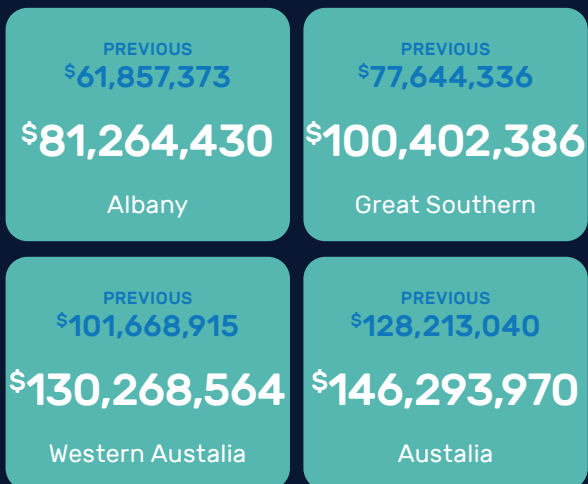 PREVIOUS
$61,857,373
$81,264,430
Albany
PREVIOUS
$77,644,336
$100,402,386
Great Southern
PREVIOUS
$101,668,915
$130,268,564
Western Austalia
PREVIOUS
$128,213,040
$146,293,970
Austalia